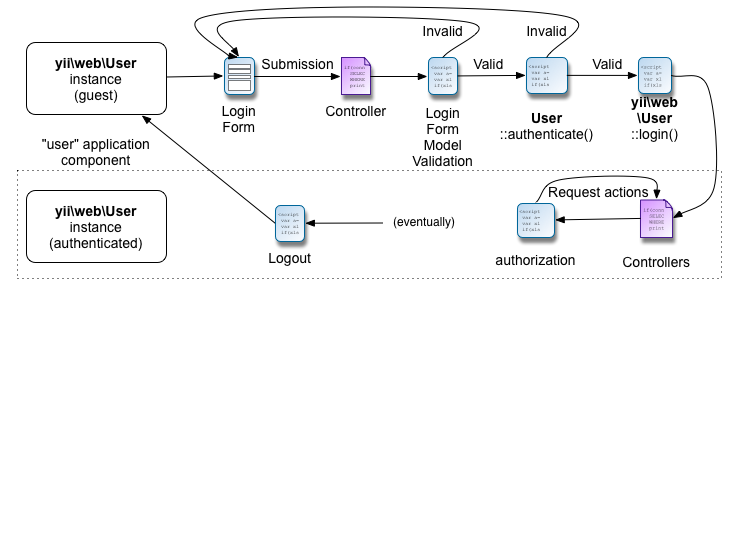 Invalid
Invalid
yii\web\User
instance
(guest)
Submission
Valid
Valid
Login
Form
Controller
Login
Form
Model
Validation
User
::authenticate()
yii\web
\User
::login()
"user" application
component
yii\web\User
instance
(authenticated)
Logout
(eventually)
Request actions
authorization
Controllers